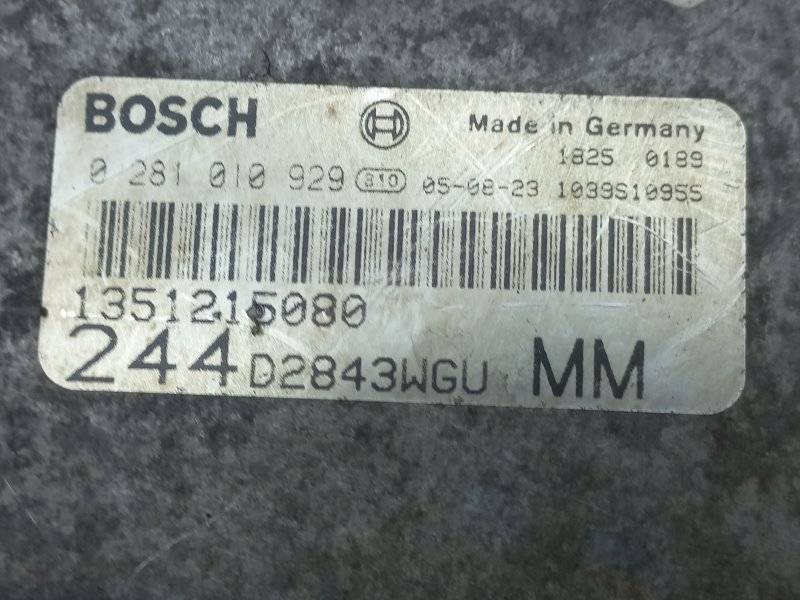 BOSCH Made in Germany
1825 0189
0 281 010 929 810 05-08-23 1039S10955
1351215080
244 D2843WGU MM